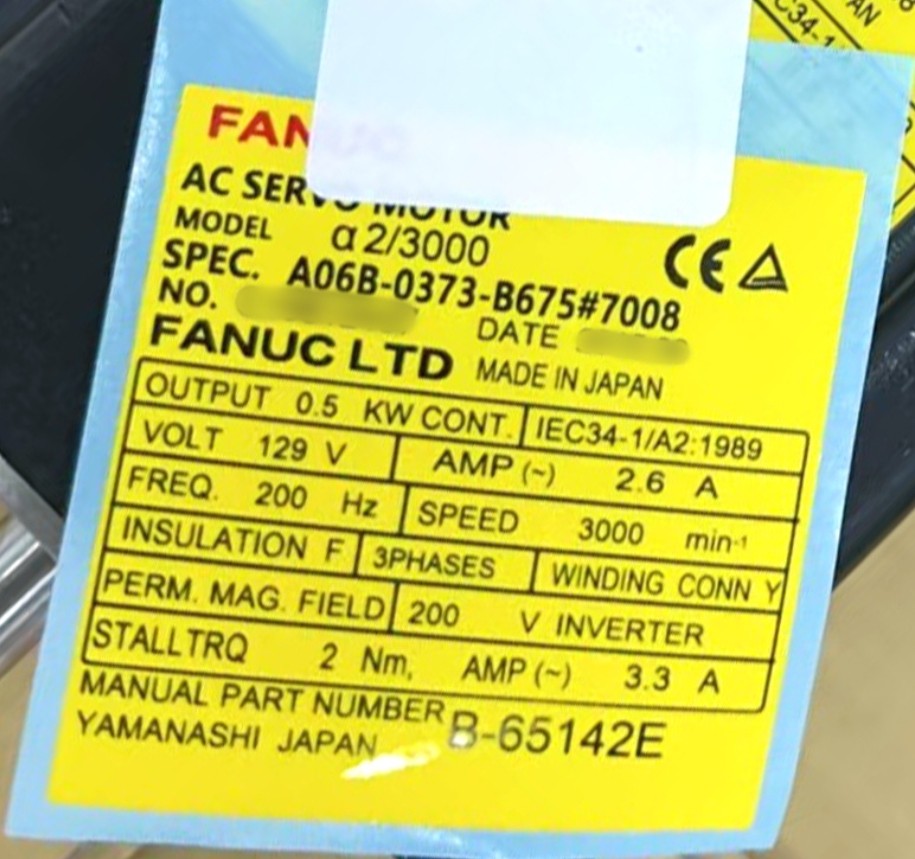 FANUC
AC SERVO MOTOR
MODEL α2/3000
SPEC. A06B-0373-B675#7008
NO. DATE
FANUC LTD MADE IN JAPAN
OUTPUT 0.5 KW CONT. IEC34-1/A2:1989
VOLT 129 V AMP (~) 2.6 A
FREQ. 200 Hz SPEED 3000 min-1
INSULATION F 3PHASES WINDING CONN Y
PERM. MAG. FIELD 200 V INVERTER
STALL TRQ 2 Nm, AMP (~) 3.3 A
MANUAL PART NUMBER B-65142E
YAMANASHI JAPAN